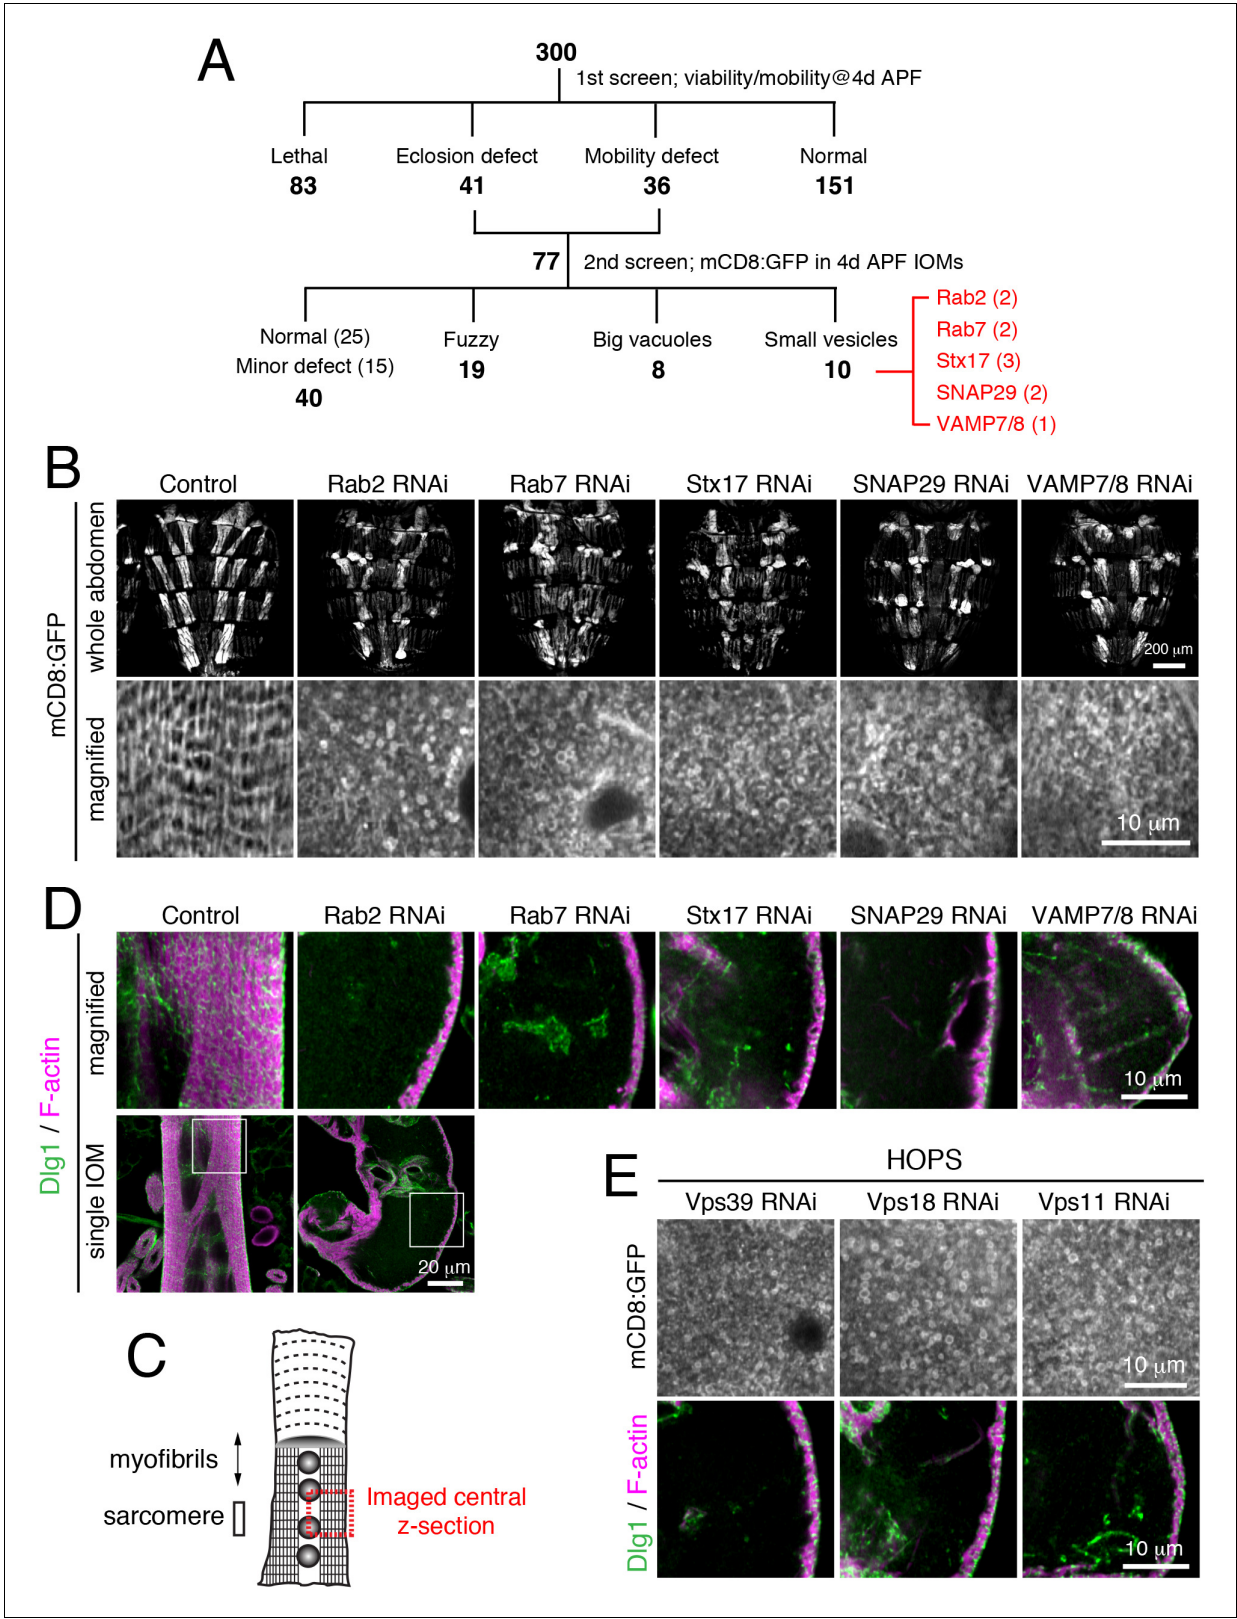 A
300
1st screen; viability/mobility@4d APF
Lethal
83
Eclosion defect
41
Mobility defect
36
Normal
151
77
2nd screen; mCD8:GFP in 4d APF IOMs
Normal (25)
Minor defect (15)
40
Fuzzy
19
Big vacuoles
8
Small vesicles
10
Rab2 (2)
Rab7 (2)
Stx17 (3)
SNAP29 (2)
VAMP7/8 (1)
B
Control
Rab2 RNAi
Rab7 RNAi
Stx17 RNAi
SNAP29 RNAi
VAMP7/8 RNAi
mCD8:GFP
whole abdomen
200 µm
magnified
10 µm
D
Control
Rab2 RNAi
Rab7 RNAi
Stx17 RNAi
SNAP29 RNAi
VAMP7/8 RNAi
Dlg1 / F-actin
magnified
10 µm
single IOM
20 µm
E
HOPS
Vps39 RNAi
Vps18 RNAi
Vps11 RNAi
mCD8:GFP
10 µm
Dlg1 / F-actin
10 µm
C
myofibrils
sarcomere
Imaged central
z-section